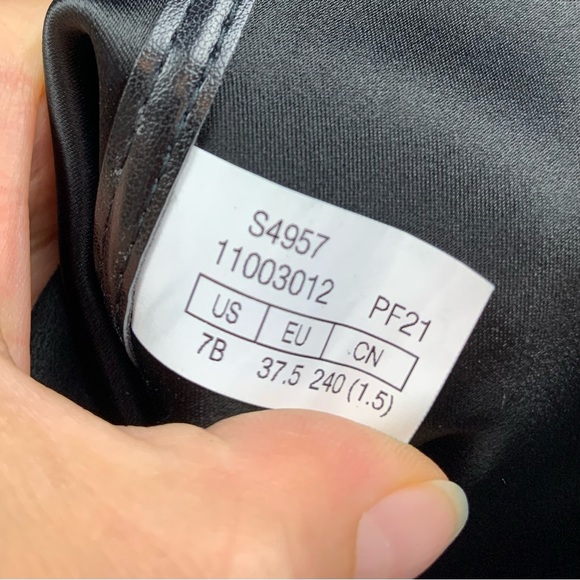 S4957
11003012 PF21
US EU CN
7B 37.5 240 (1.5)